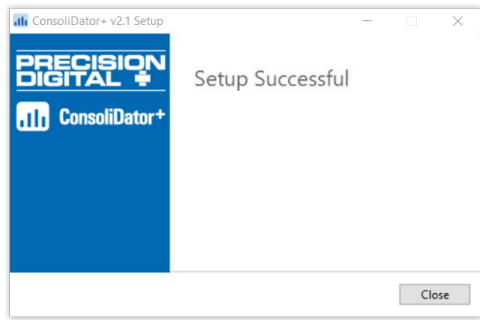 ConsoliDator+ v2.1 Setup
PRECISION
DIGITAL
ConsoliDator+
Setup Successful
Close